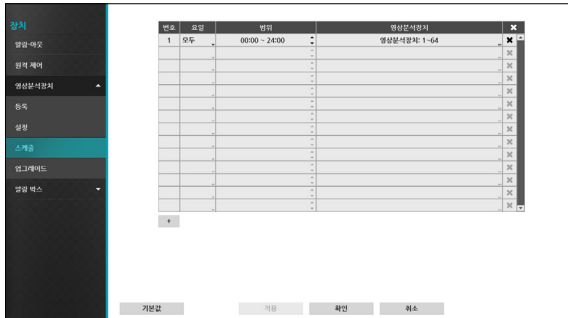 장치
알람-아웃
원격 제어
영상분석장치
등록
설정
스케줄
업그레이드
알람 박스
번호 요일 범위 영상분석장치
1 모두 00:00 ~ 24:00 영상분석장치: 1~64
+
기본값 적용 확인 취소